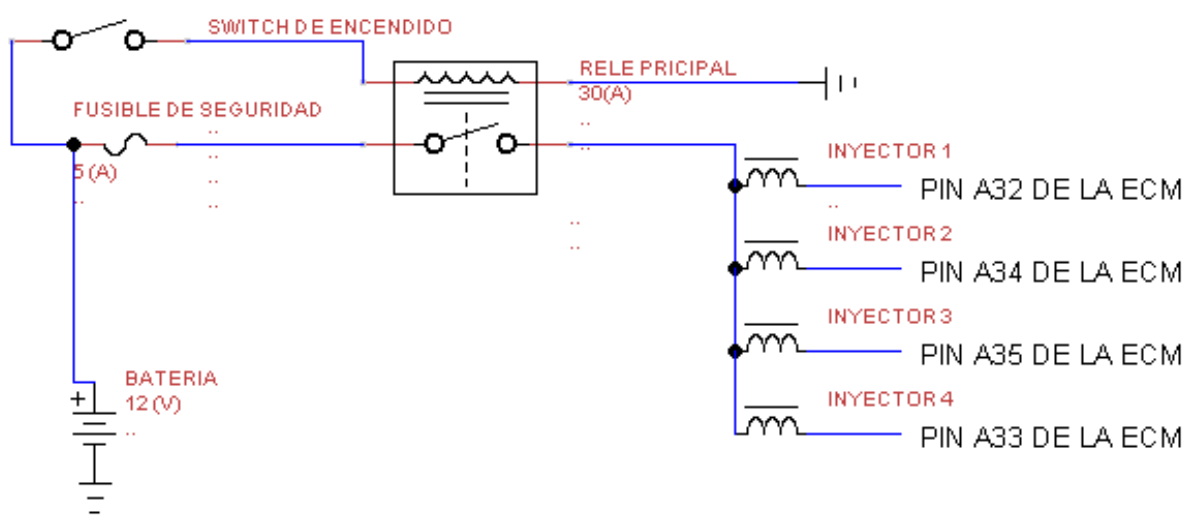 SWITCH DE ENCENDIDO
RELE PRICIPAL
30(A)
FUSIBLE DE SEGURIDAD
5 (A)
INYECTOR 1
PIN A32 DE LA ECM
INYECTOR 2
PIN A34 DE LA ECM
INYECTOR 3
PIN A35 DE LA ECM
BATERIA
+
12 (V)
INYECTOR 4
PIN A33 DE LA ECM